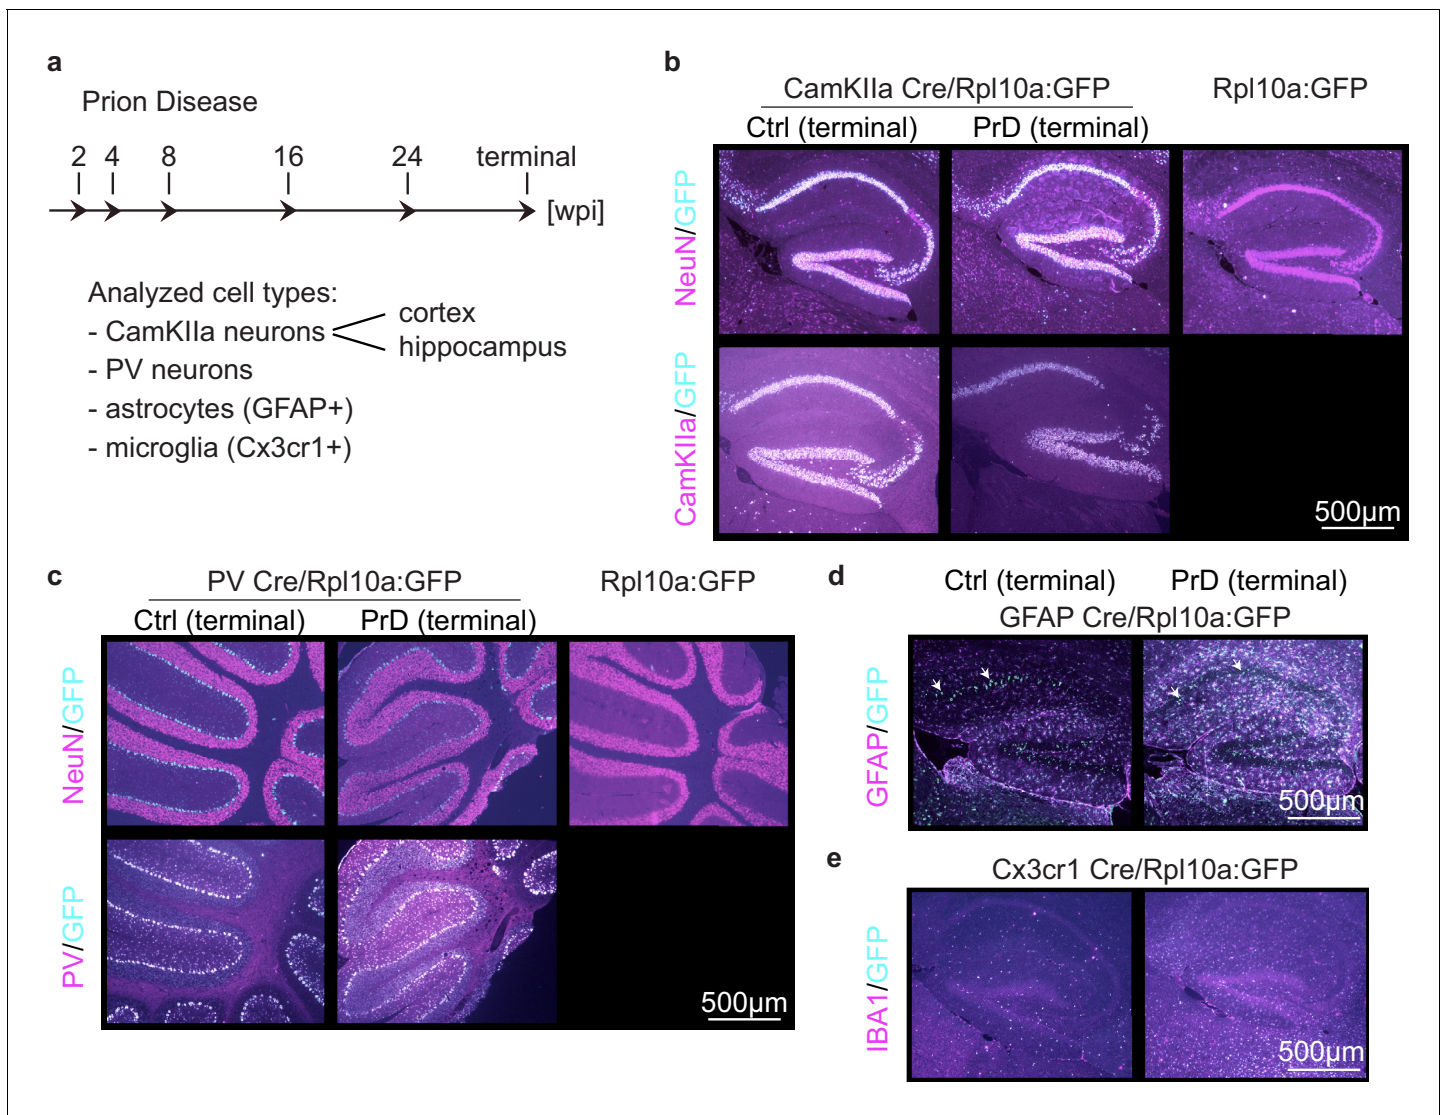 a
Prion Disease
2 4 8 16 24 terminal
[wpi]
Analyzed cell types:
- CamKIIa neurons
cortex
hippocampus
- PV neurons
- astrocytes (GFAP+)
- microglia (Cx3cr1+)
b
CamKIIa Cre/Rpl10a:GFP Rpl10a:GFP
Ctrl (terminal) PrD (terminal)
NeuN/GFP
CamKIIa/GFP
500µm
c
PV Cre/Rpl10a:GFP Rpl10a:GFP
Ctrl (terminal) PrD (terminal)
NeuN/GFP
PV/GFP
500µm
d
Ctrl (terminal) PrD (terminal)
GFAP Cre/Rpl10a:GFP
GFAP/GFP
500µm
e
Cx3cr1 Cre/Rpl10a:GFP
IBA1/GFP
500µm